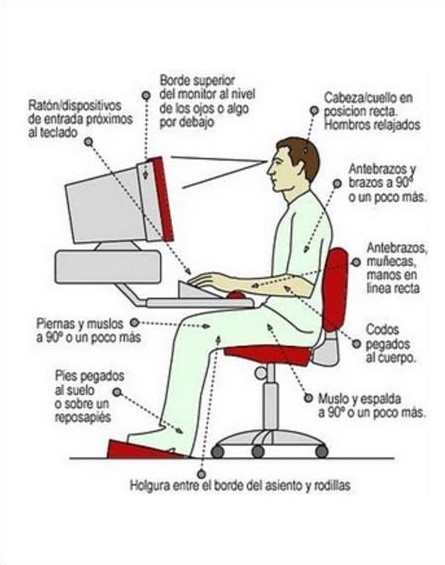 Borde superior
del monitor al nivel
de los ojos o algo
por debajo
Ratón/dispositivos
de entrada próximos
al teclado
Cabeza/cuello en
posicion recta.
Hombros relajados
Antebrazos y
brazos a 90º
o un poco más.
Antebrazos,
muñecas,
manos en
linea recta
Codos
pegados
al cuerpo.
Muslo y espalda
a 90º o un poco más.
Piernas y muslos
a 90º o un poco más
Pies pegados
al suelo
o sobre un
reposapiés
Holgura entre el borde del asiento y rodillas